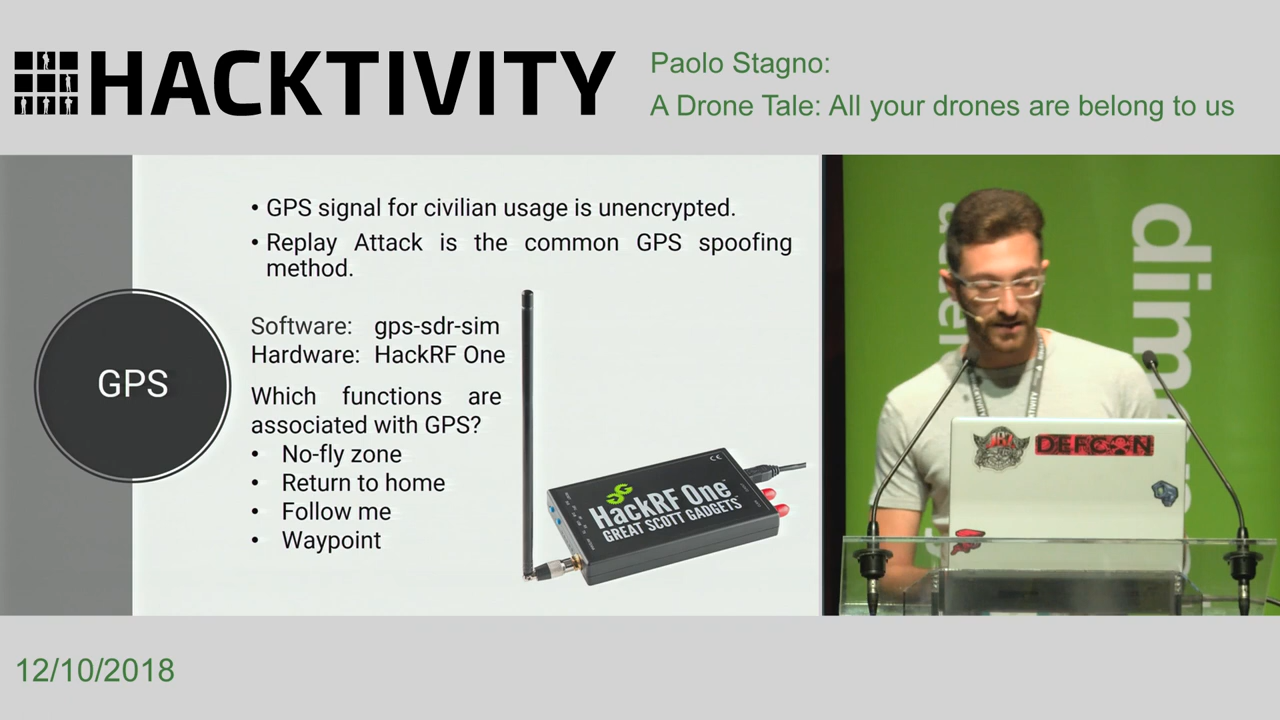 HACKTIVITY
Paolo Stagno:
A Drone Tale: All your drones are belong to us
• GPS signal for civilian usage is unencrypted.
• Replay Attack is the common GPS spoofing
method.
Software: gps-sdr-sim
Hardware: HackRF One
GPS
Which functions are
associated with GPS?
• No-fly zone
• Return to home
• Follow me
• Waypoint
HackRF One
GREAT SCOTT GADGETS
DEFCON
12/10/2018